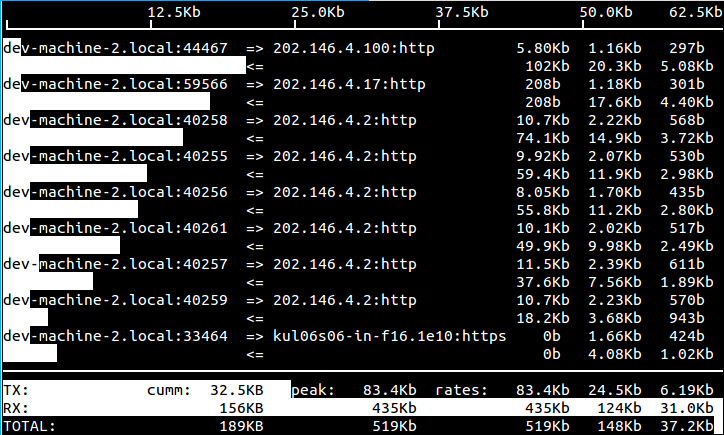 12.5Kb 25.0Kb 37.5Kb 50.0Kb 62.5Kb
dev-machine-2.local:44467 => 202.146.4.100:http 5.80Kb 1.16Kb 297b
<= 102Kb 20.3Kb 5.08Kb
dev-machine-2.local:59566 => 202.146.4.17:http 208b 1.18Kb 301b
<= 208b 17.6Kb 4.40Kb
dev-machine-2.local:40258 => 202.146.4.2:http 10.7Kb 2.22Kb 568b
<= 74.1Kb 14.9Kb 3.72Kb
dev-machine-2.local:40255 => 202.146.4.2:http 9.92Kb 2.07Kb 530b
<= 59.4Kb 11.9Kb 2.98Kb
dev-machine-2.local:40256 => 202.146.4.2:http 8.05Kb 1.70Kb 435b
<= 55.8Kb 11.2Kb 2.80Kb
dev-machine-2.local:40261 => 202.146.4.2:http 10.1Kb 2.02Kb 517b
<= 49.9Kb 9.98Kb 2.49Kb
dev-machine-2.local:40257 => 202.146.4.2:http 11.5Kb 2.39Kb 611b
<= 37.6Kb 7.56Kb 1.89Kb
dev-machine-2.local:40259 => 202.146.4.2:http 10.7Kb 2.23Kb 570b
<= 18.2Kb 3.68Kb 943b
dev-machine-2.local:33464 => kul06s06-in-f16.1e10:https 0b 1.66Kb 424b
<= 0b 4.08Kb 1.02Kb
TX: cumm: 32.5KB peak: 83.4Kb rates: 83.4Kb 24.5Kb 6.19Kb
RX: 156KB 435Kb 435Kb 124Kb 31.0Kb
TOTAL: 189KB 519Kb 519Kb 148Kb 37.2Kb